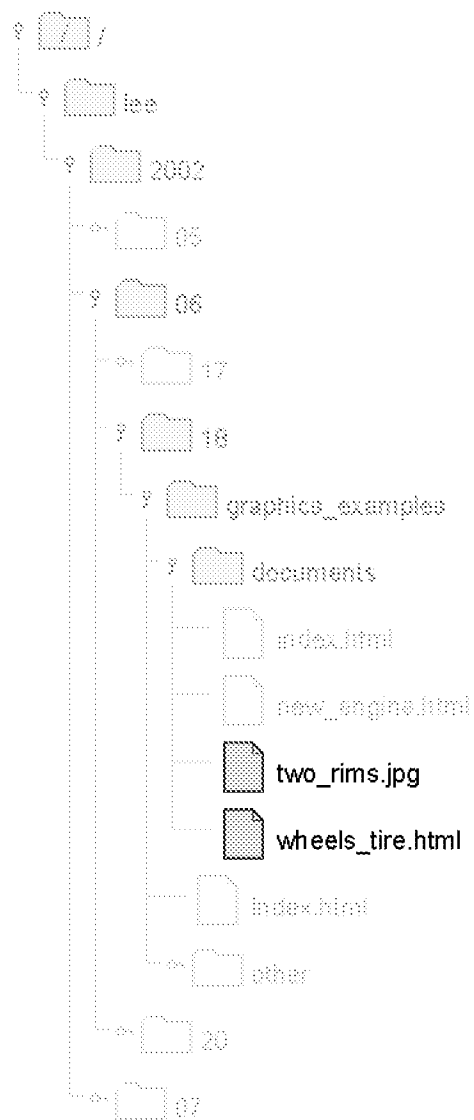 / /
lee
2002
05
06
17
18
graphics_examples
documents
index.html
new_engine.html
two_rims.jpg
wheels_tire.html
index.html
other
20
07